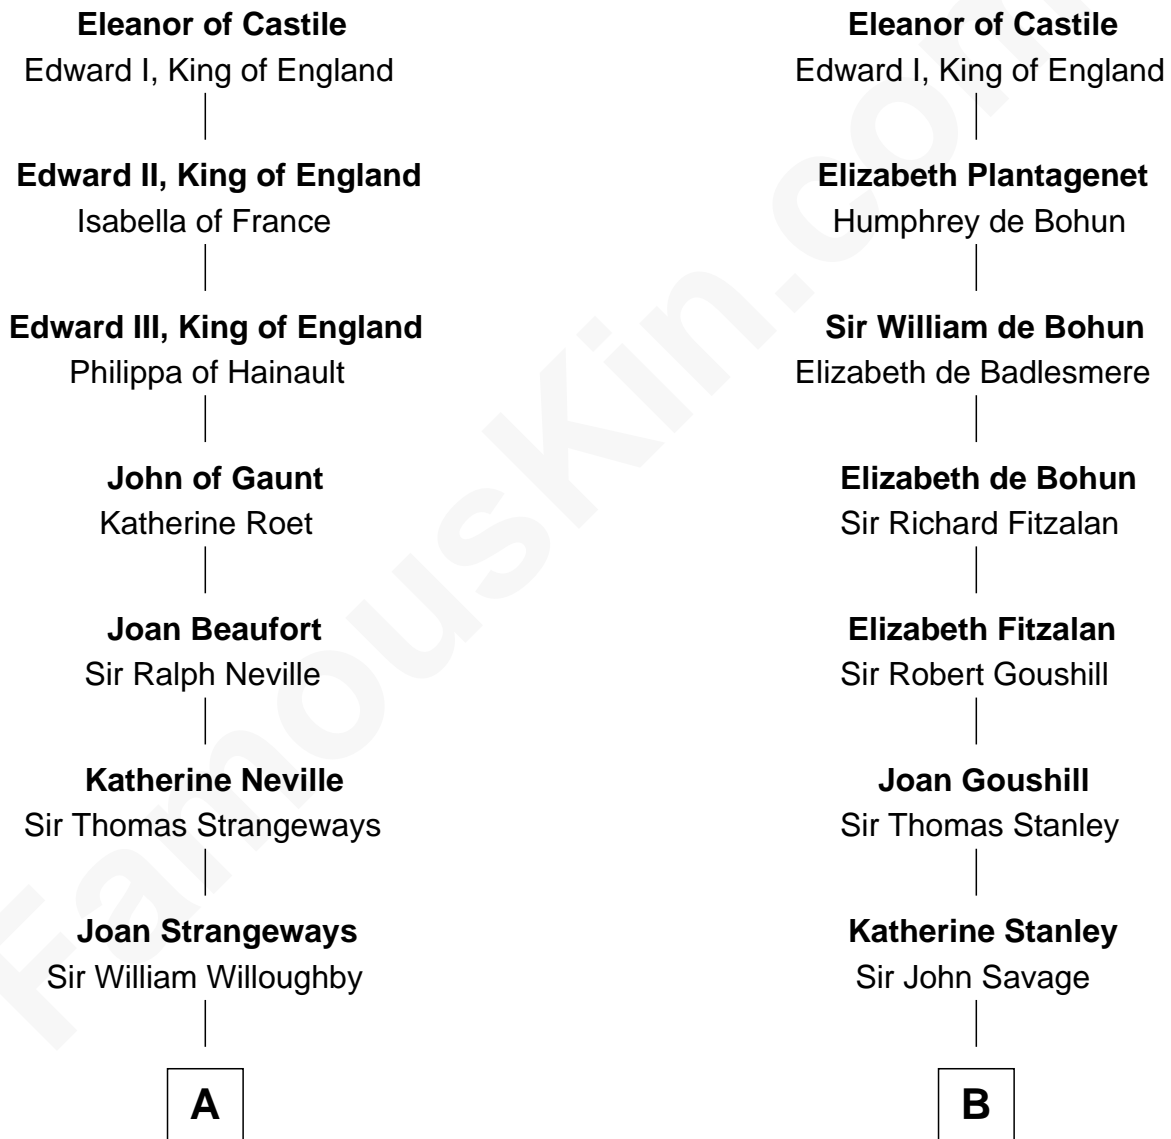 Eleanor of Castile
Edward I, King of England
Edward II, King of England
Isabella of France
Edward III, King of England
Philippa of Hainault
John of Gaunt
Katherine Roet
Joan Beaufort
Sir Ralph Neville
Katherine Neville
Sir Thomas Strangeways
Joan Strangeways
Sir William Willoughby
A
Eleanor of Castile
Edward I, King of England
Elizabeth Plantagenet
Humphrey de Bohun
Sir William de Bohun
Elizabeth de Badlesmere
Elizabeth de Bohun
Sir Richard Fitzalan
Elizabeth Fitzalan
Sir Robert Goushill
Joan Goushill
Sir Thomas Stanley
Katherine Stanley
Sir John Savage
B
FamousKin.com